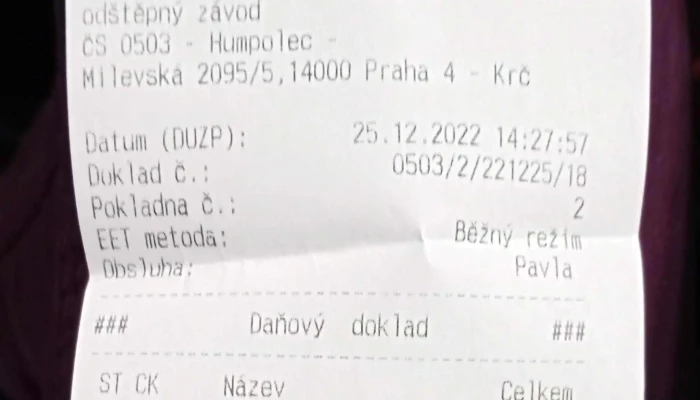 odštěpný závod
ČS 0503 - Humpolec -
Milevská 2095/5,14000 Praha 4 - Krč
Datum (DUZP): 25.12.2022 14:27:57
Doklad č.: 0503/2/221225/18
Pokladna č.: 2
EET metoda: Běžný režim
Obsluha: Pavla
### Daňový doklad ###
ST CK Název Celkem